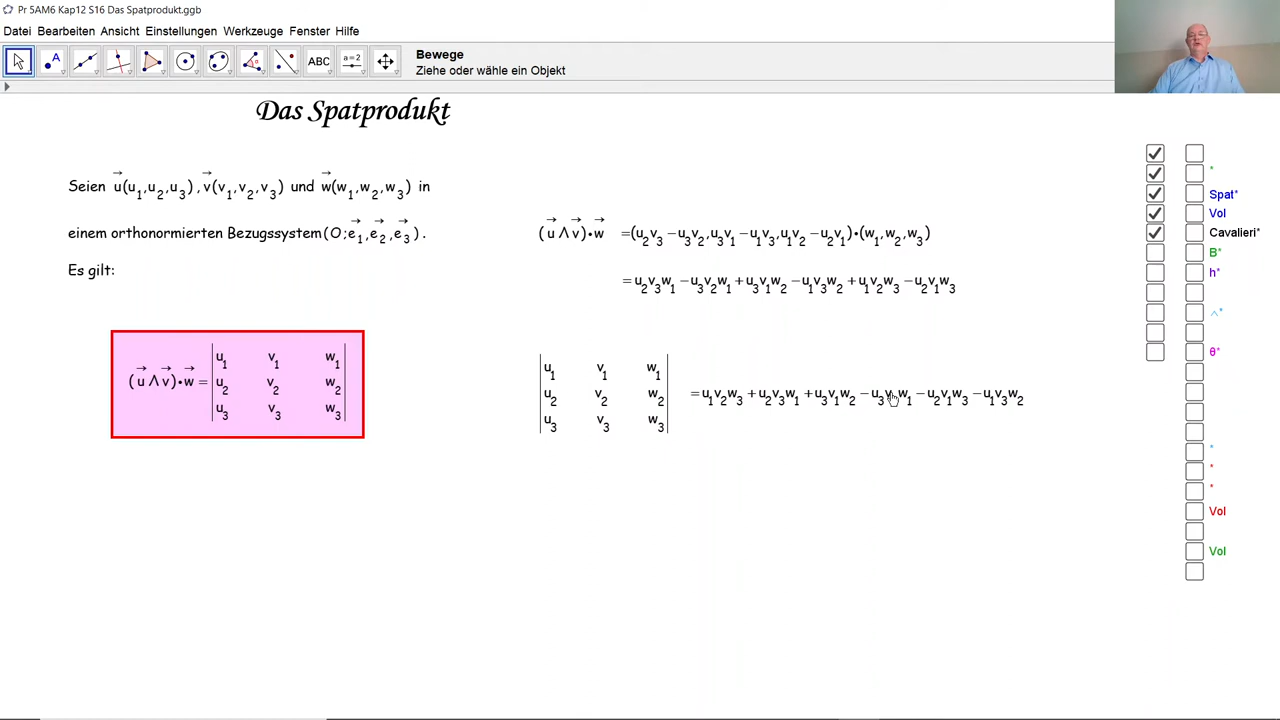 Pr 5AM6 Kap12 S16 Das Spatprodukt.ggb
Datei Bearbeiten Ansicht Einstellungen Werkzeuge Fenster Hilfe
A ABC a=2
Bewege
Ziehe oder wähle ein Objekt
Das Spatprodukt
Seien u⃗(u₁,u₂,u₃), v⃗(v₁,v₂,v₃) und w⃗(w₁,w₂,w₃) in
einem orthonormierten Bezugssystem (O;e⃗₁,e⃗₂,e⃗₃).
Es gilt:
(u⃗∧v⃗)•w⃗ =
u₁ v₁ w₁
u₂ v₂ w₂
u₃ v₃ w₃
(u⃗∧v⃗)•w⃗ =(u₂v₃−u₃v₂,u₃v₁−u₁v₃,u₁v₂−u₂v₁)•(w₁,w₂,w₃)
=u₂v₃w₁−u₃v₂w₁+u₃v₁w₂−u₁v₃w₂+u₁v₂w₃−u₂v₁w₃
u₁ v₁ w₁
u₂ v₂ w₂
u₃ v₃ w₃
=u₁v₂w₃+u₂v₃w₁+u₃v₁w₂−u₃v₂w₁−u₂v₁w₃−u₁v₃w₂
*
Spat*
Vol
Cavalieri*
B*
h*
^*
θ*
*
*
*
Vol
Vol